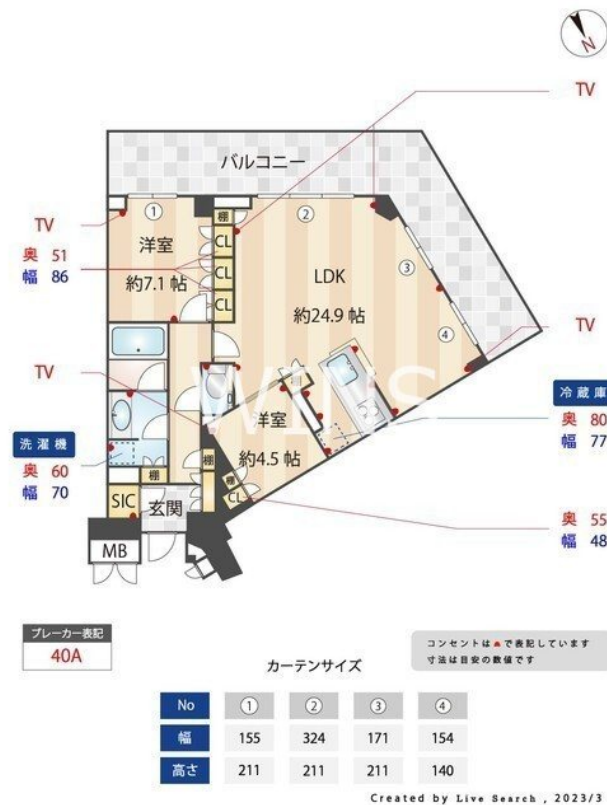 N
TV
バルコニー
TV
①
②
棚
洋室
CL
奥 51
幅 86
CL
LDK
③
約7.1 帖
CL
約24.9 帖
④
TV
TV
WINS
冷蔵庫
洋室
奥 80
幅 77
洗濯機
約4.5 帖
奥 60
幅 70
棚
棚
棚
CL
SIC
玄関
奥 55
幅 48
MB
ブレーカー表記
40A
コンセントは で表記しています
寸法は目安の数値です
カーテンサイズ
No ① ② ③ ④
幅 155 324 171 154
高さ 211 211 211 140
Created by Live Search , 2023/3